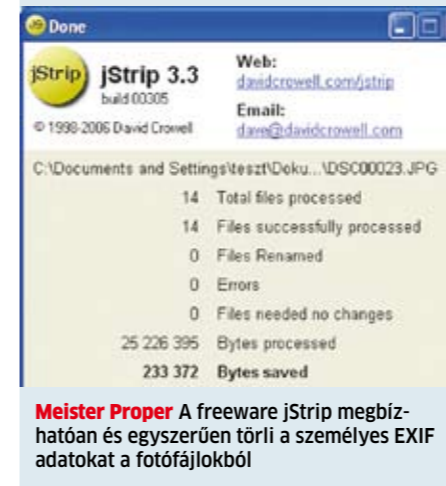 Done
jStrip
jStrip 3.3
build 00305
© 1998-2006 David Crowell
Web:
davidcrowell.com/jstrip
Email:
dave@davidcrowell.com
C:\Documents and Settings\teszt\Doku...\DSC00023.JPG
14 Total files processed
14 Files successfully processed
0 Files Renamed
0 Errors
0 Files needed no changes
25 226 395 Bytes processed
233 372 Bytes saved
Meister Proper A freeware jStrip megbíz-
hatóan és egyszerűen törli a személyes EXIF
adatokat a fotófájlokból